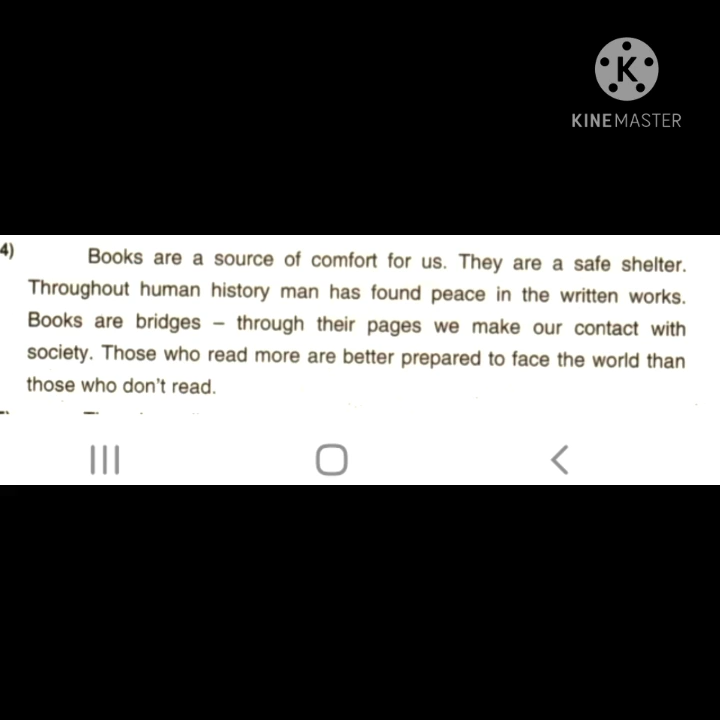 K
KINEMASTER
4)
Books are a source of comfort for us. They are a safe shelter.
Throughout human history man has found peace in the written works.
Books are bridges – through their pages we make our contact with
society. Those who read more are better prepared to face the world than
those who don't read.